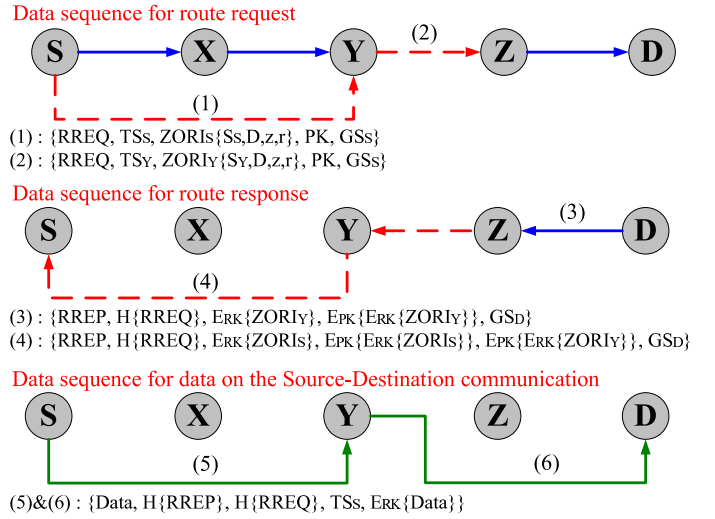 Data sequence for route request
S X Y (2) Z D
(1)
(1) : {RREQ, TSS, ZORIS{SS,D,z,r}, PK, GSS}
(2) : {RREQ, TSY, ZORIY{SY,D,z,r}, PK, GSS}
Data sequence for route response
S X Y Z (3) D
(4)
(3) : {RREP, H{RREQ}, ERK{ZORIY}, EPK{ERK{ZORIY}}, GSD}
(4) : {RREP, H{RREQ}, ERK{ZORIS}, EPK{ERK{ZORIS}}, EPK{ERK{ZORIY}}, GSD}
Data sequence for data on the Source-Destination communication
S X Y Z D
(5) (6)
(5)&(6) : {Data, H{RREP}, H{RREQ}, TSS, ERK{Data}}